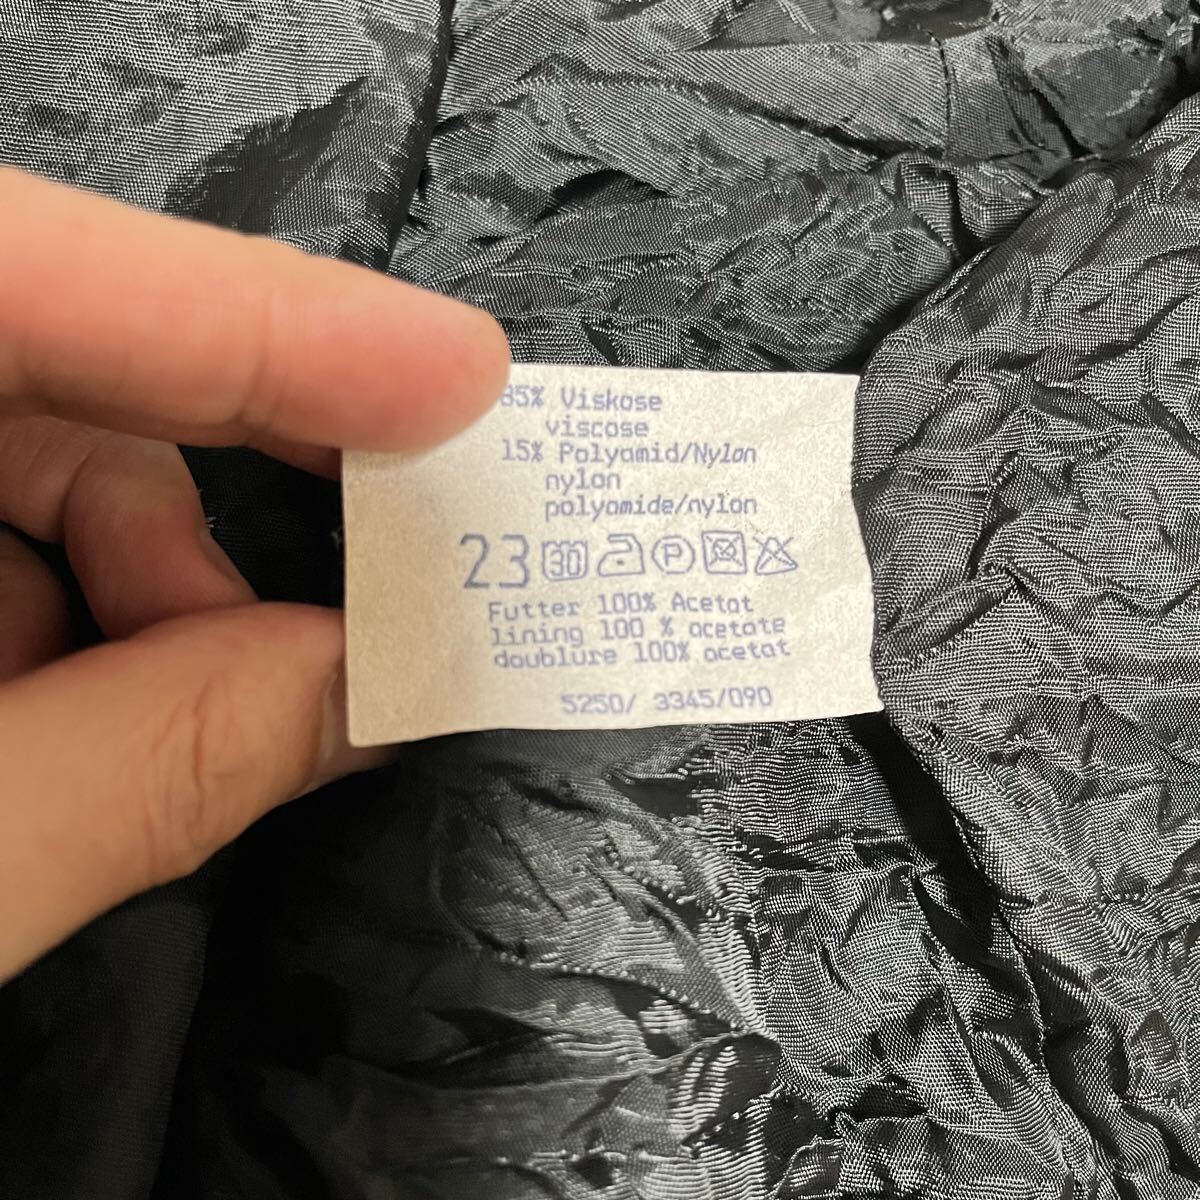 85% Viskose
viscose
15% Polyamid/Nylon
nylon
polyamide/nylon
23 30 P
Futter 100% Acetat
lining 100 % acetate
doublure 100% acetat
5250/ 3345/090